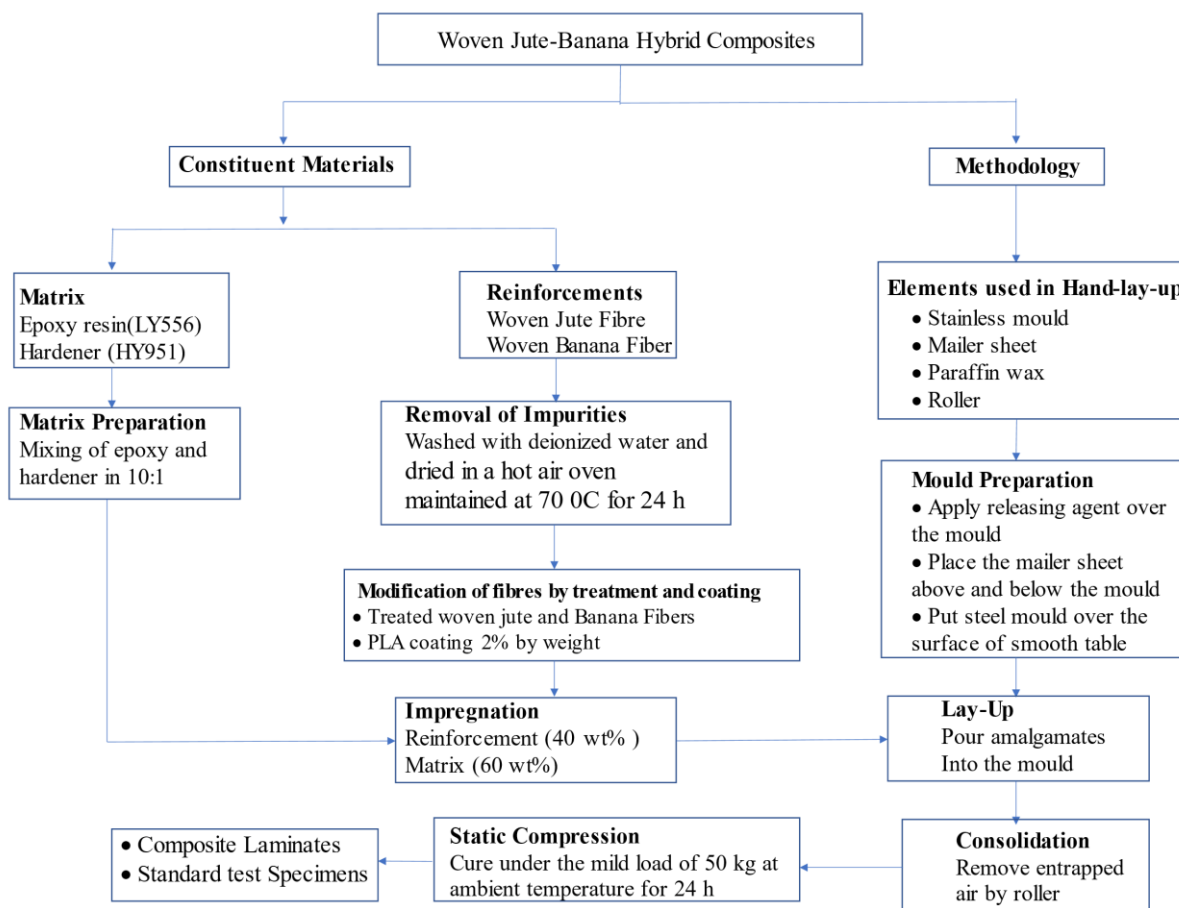 Woven Jute-Banana Hybrid Composites
Constituent Materials
Methodology
Matrix
Epoxy resin(LY556)
Hardener (HY951)
Reinforcements
Woven Jute Fibre
Woven Banana Fiber
Elements used in Hand-lay-up
• Stainless mould
• Mailer sheet
• Paraffin wax
• Roller
Matrix Preparation
Mixing of epoxy and
hardener in 10:1
Removal of Impurities
Washed with deionized water and
dried in a hot air oven
maintained at 70 0C for 24 h
Mould Preparation
• Apply releasing agent over
the mould
• Place the mailer sheet
above and below the mould
• Put steel mould over the
surface of smooth table
Modification of fibres by treatment and coating
• Treated woven jute and Banana Fibers
• PLA coating 2% by weight
Impregnation
Reinforcement (40 wt% )
Matrix (60 wt%)
Lay-Up
Pour amalgamates
Into the mould
• Composite Laminates
• Standard test Specimens
Static Compression
Cure under the mild load of 50 kg at
ambient temperature for 24 h
Consolidation
Remove entrapped
air by roller